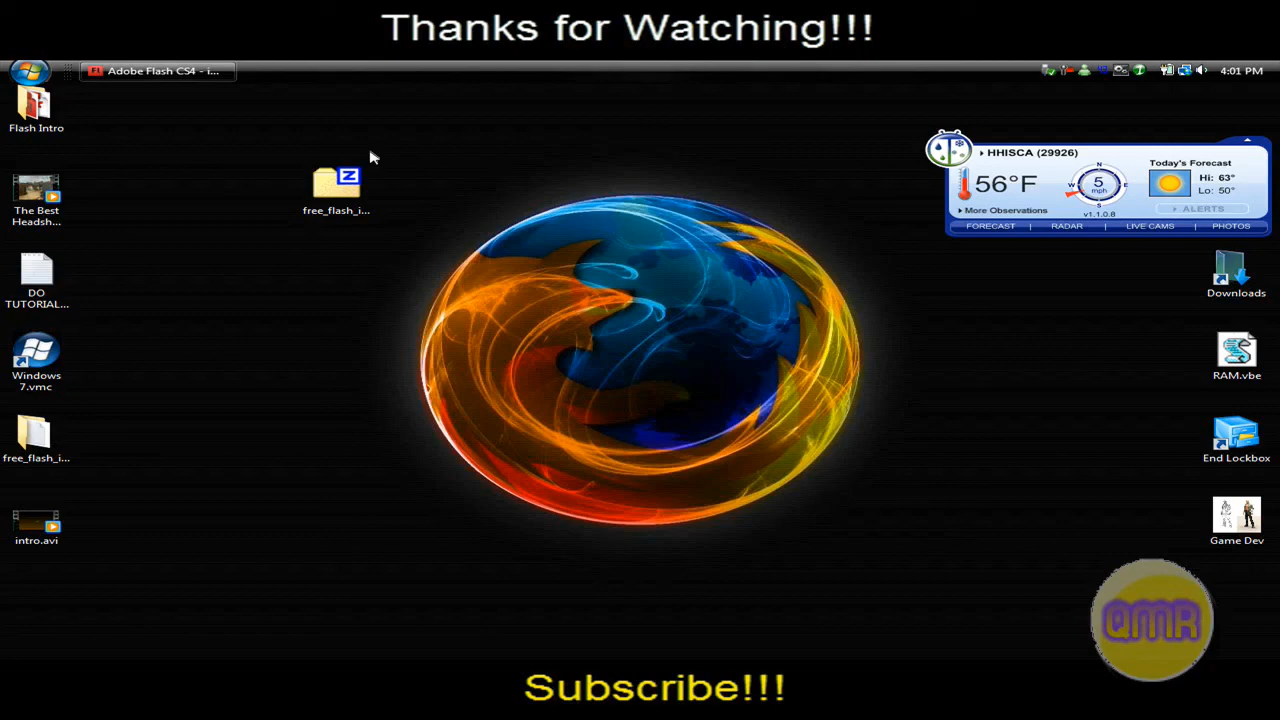 Thanks for Watching!!!
Adobe Flash CS4 - i...
4:01 PM
Flash Intro
The Best
Headsh...
DO
TUTORIAL...
Windows
7.vmc
free_flash_i...
intro.avi
Z
free_flash_i...
HHISCA (29926)
56°F
N
W
E
S
5
mph
v1.1.0.8
Today's Forecast
Hi: 63°
Lo: 50°
More Observations
ALERTS
FORECAST
RADAR
LIVE CAMS
PHOTOS
Downloads
RAM.vbe
End Lockbox
Game Dev
QMR
Subscribe!!!